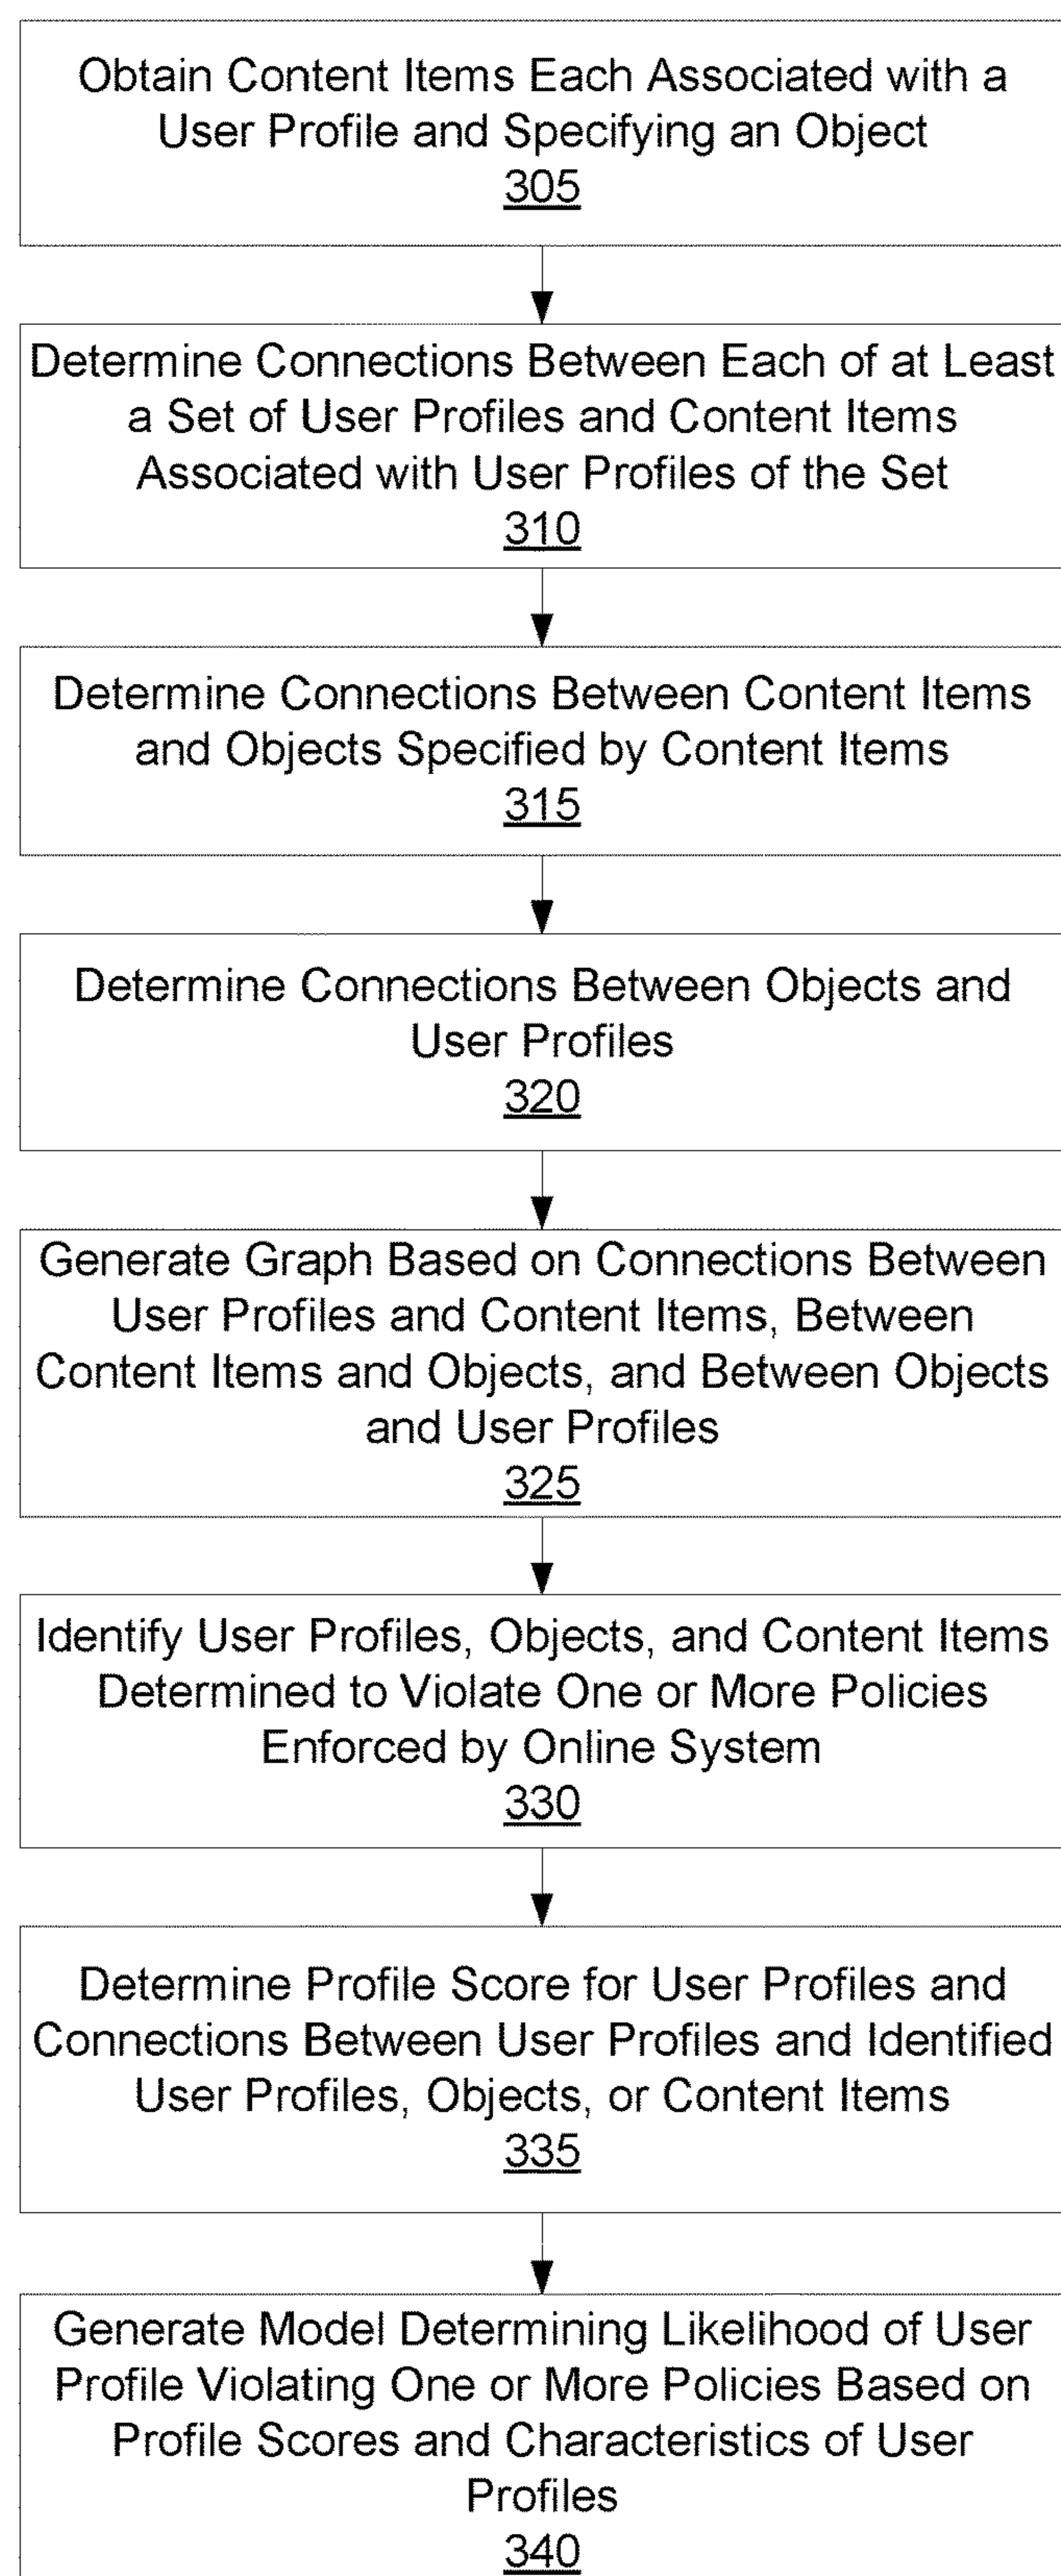 Obtain Content Items Each Associated with a
User Profile and Specifying an Object
305
Determine Connections Between Each of at Least
a Set of User Profiles and Content Items
Associated with User Profiles of the Set
310
Determine Connections Between Content Items
and Objects Specified by Content Items
315
Determine Connections Between Objects and
User Profiles
320
Generate Graph Based on Connections Between
User Profiles and Content Items, Between
Content Items and Objects, and Between Objects
and User Profiles
325
Identify User Profiles, Objects, and Content Items
Determined to Violate One or More Policies
Enforced by Online System
330
Determine Profile Score for User Profiles and
Connections Between User Profiles and Identified
User Profiles, Objects, or Content Items
335
Generate Model Determining Likelihood of User
Profile Violating One or More Policies Based on
Profile Scores and Characteristics of User
Profiles
340